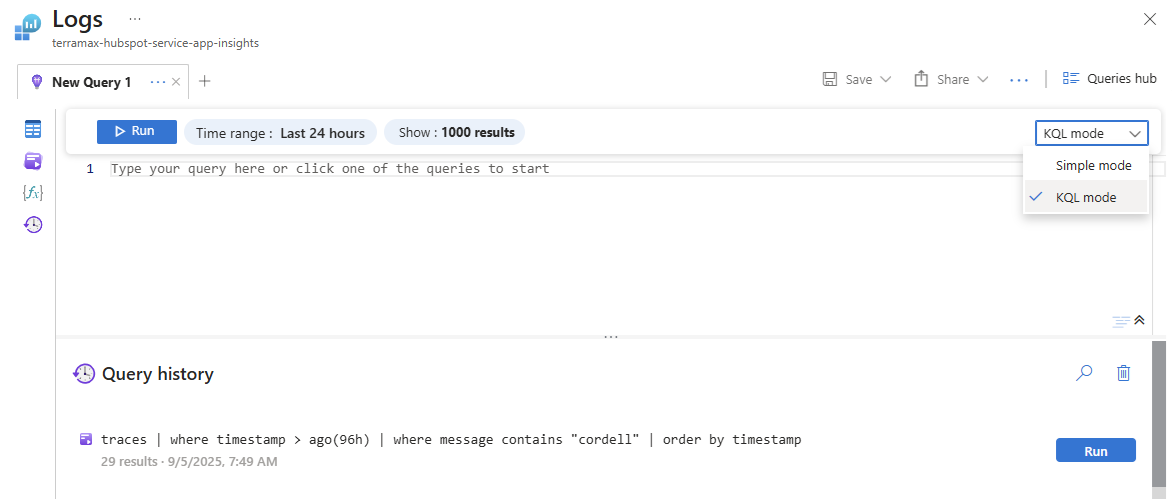 Logs ...
terramax-hubspot-service-app-insights
New Query 1 ... Save Share ... Queries hub
Run Time range : Last 24 hours Show : 1000 results KQL mode
1 Type your query here or click one of the queries to start
Simple mode
KQL mode
{fx}
...
Query history
traces | where timestamp > ago(96h) | where message contains "cordell" | order by timestamp
29 results · 9/5/2025, 7:49 AM
Run